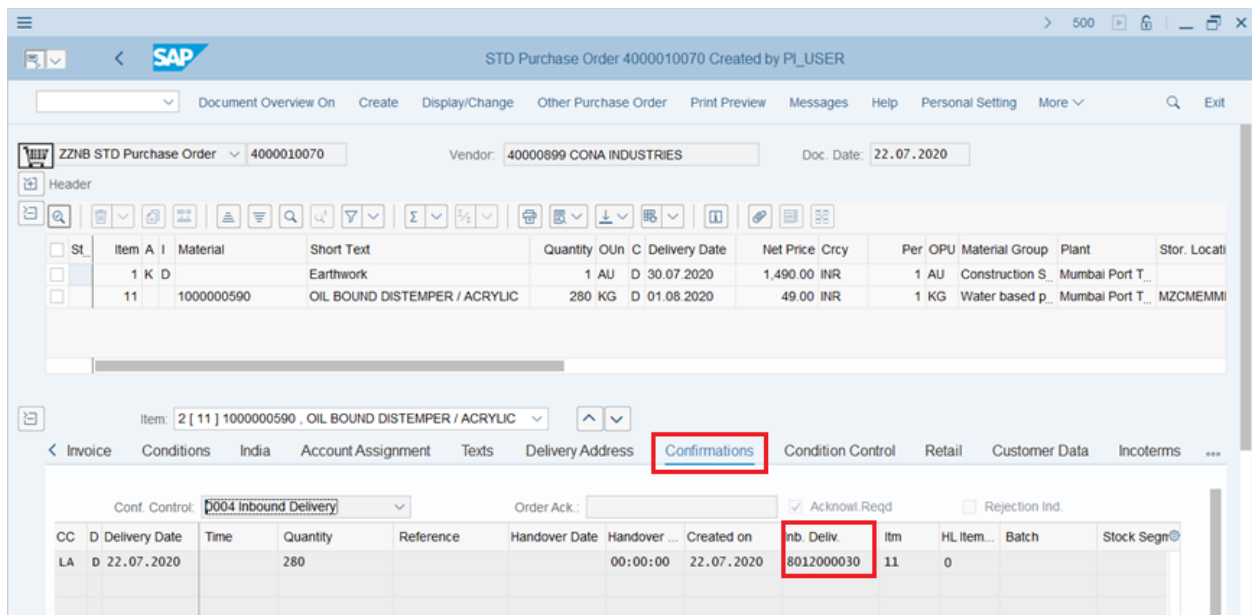 500
SAP STD Purchase Order 4000010070 Created by PI_USER
Document Overview On Create Display/Change Other Purchase Order Print Preview Messages Help Personal Setting More Exit
ZZNB STD Purchase Order 4000010070 Vendor: 40000899 CONA INDUSTRIES Doc. Date: 22.07.2020
Header
St.. Item A I Material Short Text Quantity OUn C Delivery Date Net Price Crcy Per OPU Material Group Plant Stor. Locati
1 K D Earthwork 1 AU D 30.07.2020 1,490.00 INR 1 AU Construction S.. Mumbai Port T..
11 1000000590 OIL BOUND DISTEMPER / ACRYLIC 280 KG D 01.08.2020 49.00 INR 1 KG Water based p.. Mumbai Port T.. MZCMEMMI
Item: 2 [ 11 ] 1000000590 , OIL BOUND DISTEMPER / ACRYLIC
Invoice Conditions India Account Assignment Texts Delivery Address Confirmations Condition Control Retail Customer Data Incoterms
Conf. Control: D004 Inbound Delivery Order Ack.: Acknowl.Reqd Rejection Ind.
CC D Delivery Date Time Quantity Reference Handover Date Handover ... Created on Inb. Deliv. Itm HL Item... Batch Stock Segm
LA D 22.07.2020 280 00:00:00 22.07.2020 8012000030 11 0